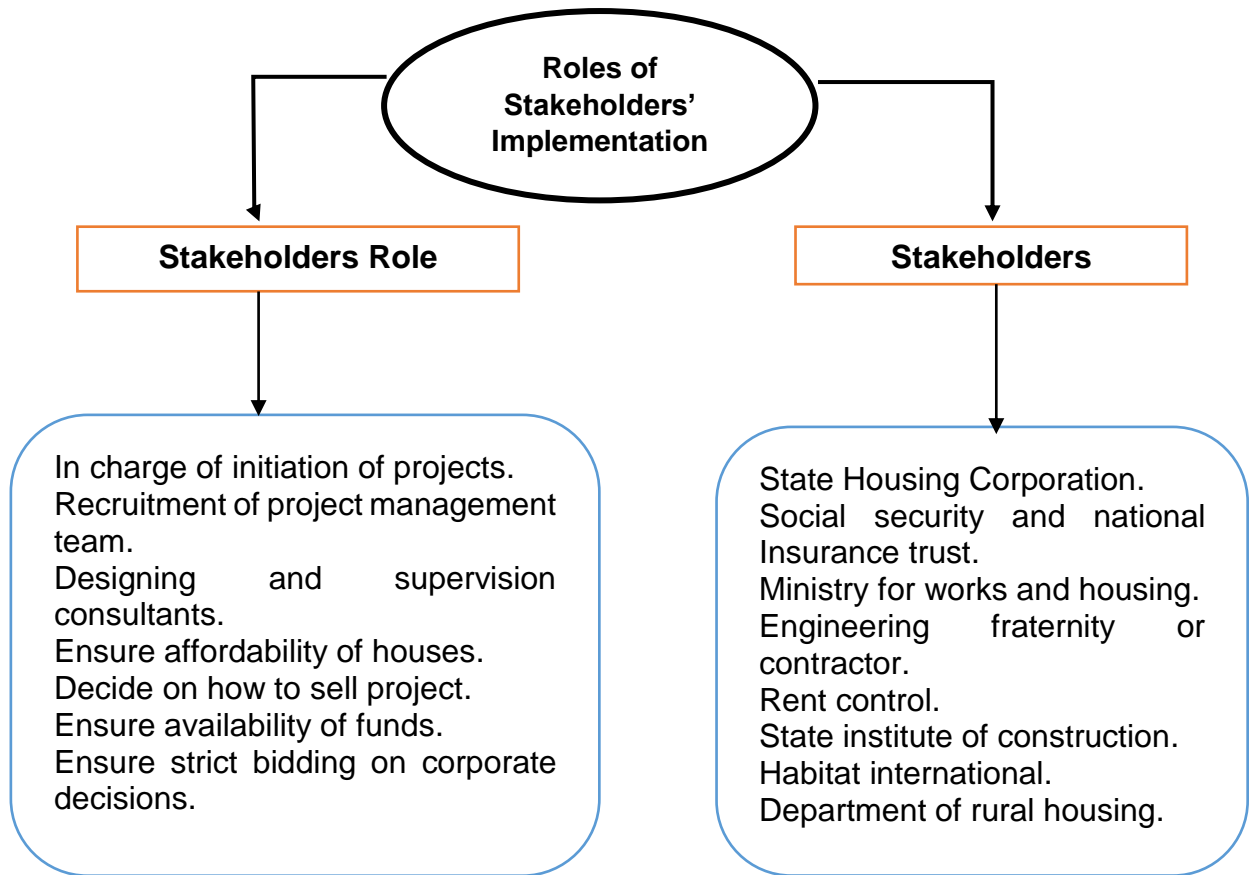 Roles of
Stakeholders’
Implementation
Stakeholders Role
Stakeholders
In charge of initiation of projects.
Recruitment of project management
team.
Designing and supervision
consultants.
Ensure affordability of houses.
Decide on how to sell project.
Ensure availability of funds.
Ensure strict bidding on corporate
decisions.
State Housing Corporation.
Social security and national
Insurance trust.
Ministry for works and housing.
Engineering fraternity or
contractor.
Rent control.
State institute of construction.
Habitat international.
Department of rural housing.